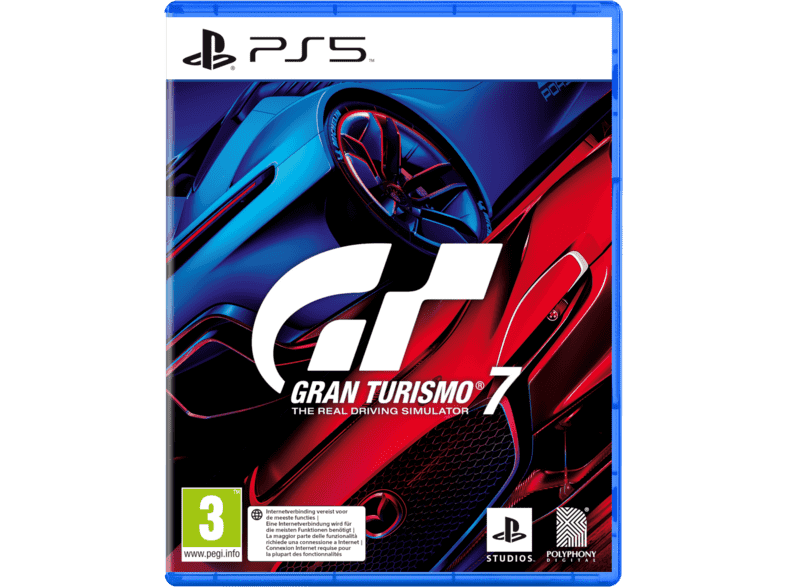 PS5
GRAN TURISMO® 7
THE REAL DRIVING SIMULATOR
3
www.pegi.info
Internetverbinding vereist voor
de meeste functies |
Eine Internetverbindung wird für
die meisten Funktionen benötigt |
La maggior parte delle funzionalità
richiede una connessione a Internet |
Connexion Internet requise pour
la plupart des fonctionnalités
PlayStation
STUDIOS
POLYPHONY
DIGITAL